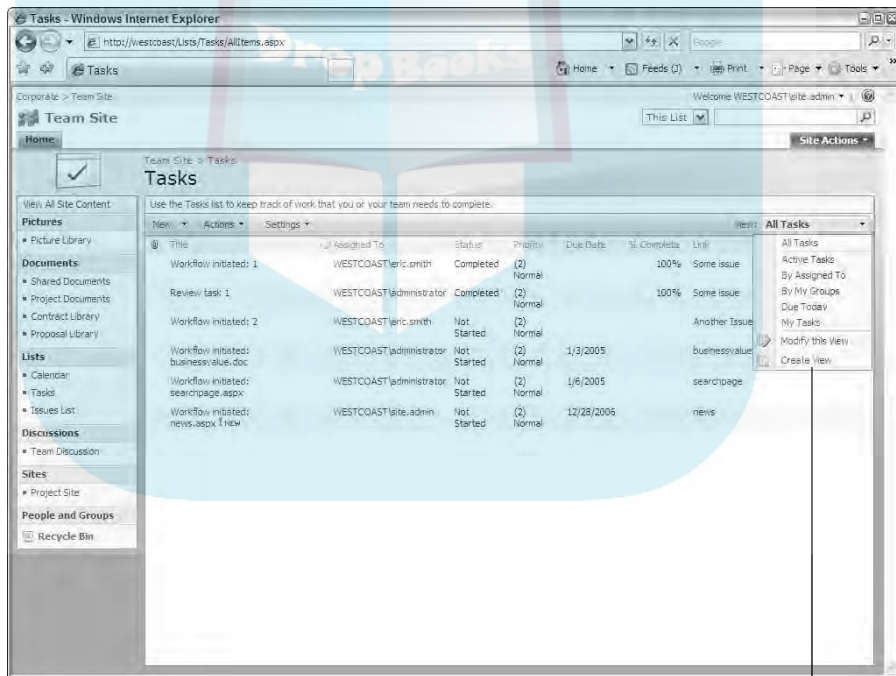 Tasks - Windows Internet Explorer
http://westcoast/Lists/Tasks/AllItems.aspx
Google
Tasks
Home
Feeds (J)
Print
Page
Tools
DropBooks
Corporate > Team Site
Welcome WESTCOAST\site.admin
Team Site
This List
Home
Site Actions
Team Site > Tasks
Tasks
View All Site Content
Pictures
Picture Library
Documents
Shared Documents
Project Documents
Contract Library
Proposal Library
Lists
Calendar
Tasks
Issues List
Discussions
Team Discussion
Sites
Project Site
People and Groups
Recycle Bin
Use the Tasks list to keep track of work that you or your team needs to complete.
New Actions Settings View: All Tasks
Title Assigned To Status Priority Due Date % Complete Link
Workflow initiated: 1 WESTCOAST\eric.smith Completed (2) Normal 100% Some issue
Review task 1 WESTCOAST\administrator Completed (2) Normal 100% Some issue
Workflow initiated: 2 WESTCOAST\eric.smith Not Started (2) Normal Another Issue
Workflow initiated: businessvalue.doc WESTCOAST\administrator Not Started (2) Normal 1/3/2005 businessvalue
Workflow initiated: searchpage.aspx WESTCOAST\administrator Not Started (2) Normal 1/6/2005 searchpage
Workflow initiated: news.aspx ! NEW WESTCOAST\site.admin Not Started (2) Normal 12/28/2006 news
All Tasks
Active Tasks
By Assigned To
By My Groups
Due Today
My Tasks
Modify this View
Create View